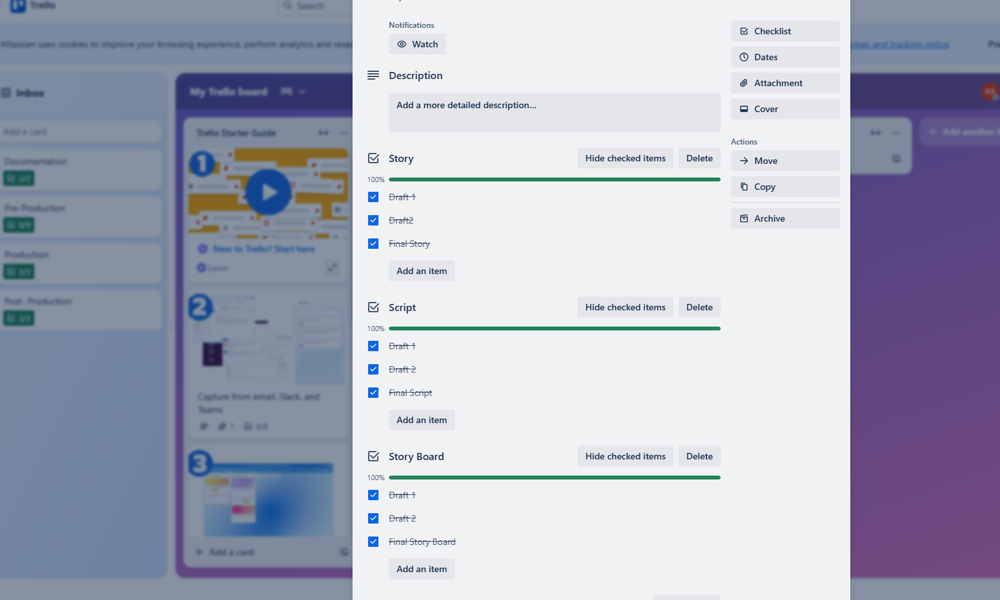 Trello
Search
Atlassian uses cookies to improve your browsing experience, perform analytics and
cookies and tracking notice
Inbox
Add a card
Documentation
2/2
Pre-Production
9/9
Production
3/3
Post- Production
3/3
My Trello board
Trello Starter Guide
1
New to Trello? Start here
Loom
2
Capture from email, Slack, and
Teams
1
0/6
3
+ Add a card
Notifications
Watch
Description
Add a more detailed description...
Story
Hide checked items
Delete
100%
Draft 1
Draft2
Final Story
Add an item
Script
Hide checked items
Delete
100%
Draft 1
Draft 2
Final Script
Add an item
Story Board
Hide checked items
Delete
100%
Draft 1
Draft 2
Final Story Board
Add an item
Checklist
Dates
Attachment
Cover
Actions
Move
Copy
Archive
+ Add another